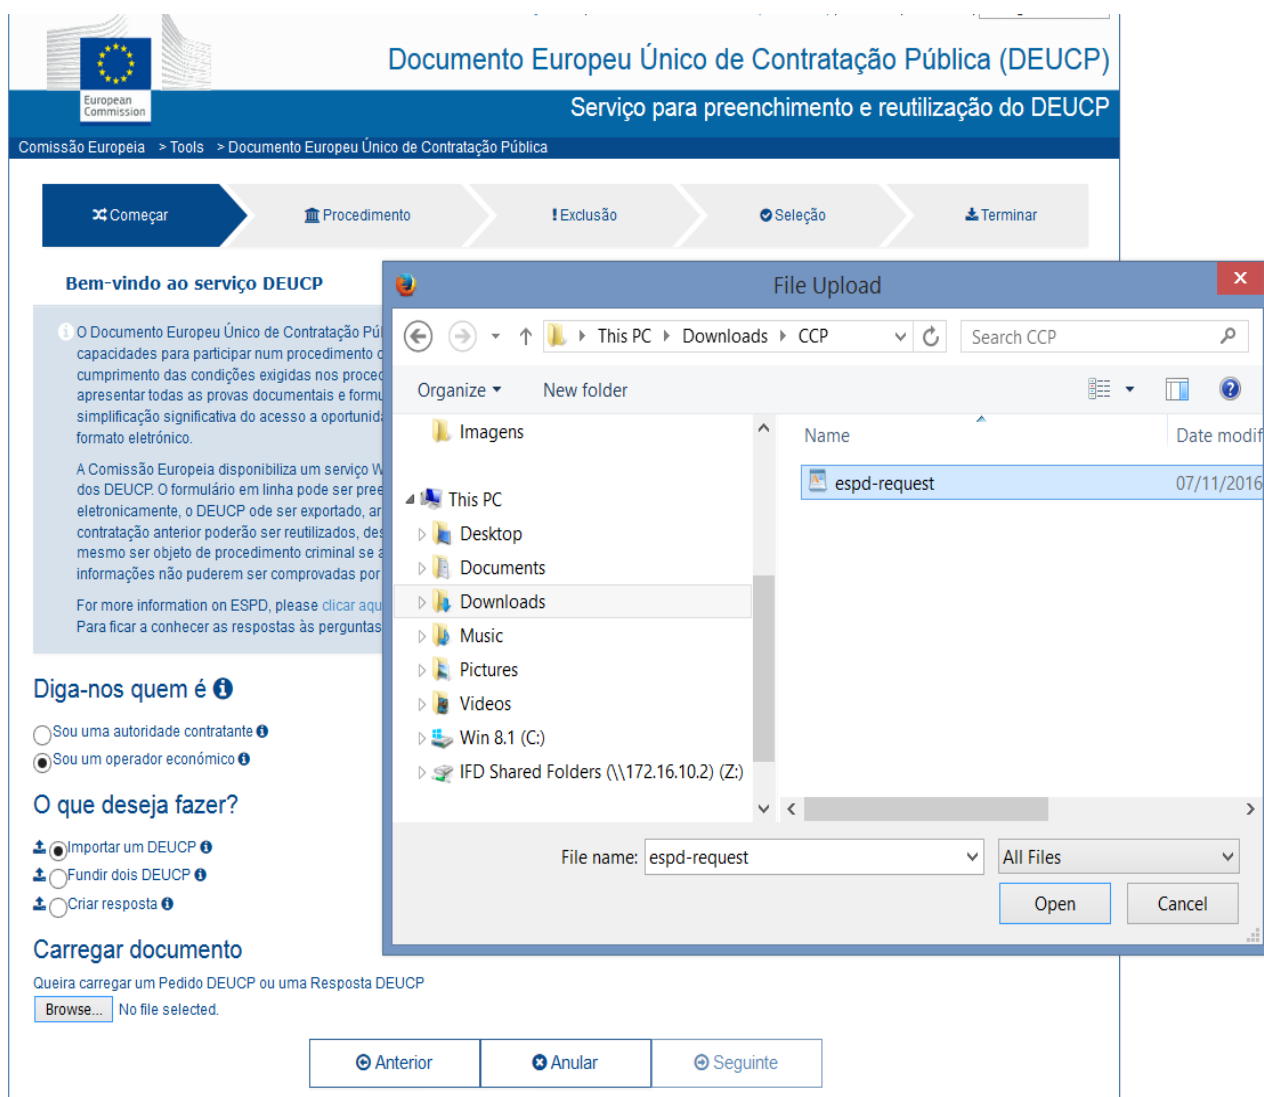 Documento Europeu Único de Contratação Pública (DEUCP)
European
Commission
Serviço para preenchimento e reutilização do DEUCP
Comissão Europeia > Tools > Documento Europeu Único de Contratação Pública
Começar
Procedimento
Exclusão
Seleção
Terminar
Bem-vindo ao serviço DEUCP
O Documento Europeu Único de Contratação Púl
capacidades para participar num procedimento
cumprimento das condições exigidas nos proced
apresentar todas as provas documentais e formu
simplificação significativa do acesso a oportunida
formato eletrónico.
A Comissão Europeia disponibiliza um serviço W
dos DEUCP. O formulário em linha pode ser pree
eletronicamente, o DEUCP ode ser exportado, ar
contratação anterior poderão ser reutilizados, des
mesmo ser objeto de procedimento criminal se a
informações não puderem ser comprovadas por
For more information on ESPD, please clicar aqu
Para ficar a conhecer as respostas às perguntas
Diga-nos quem é
Sou uma autoridade contratante
Sou um operador económico
O que deseja fazer?
Importar um DEUCP
Fundir dois DEUCP
Criar resposta
Carregar documento
Queira carregar um Pedido DEUCP ou uma Resposta DEUCP
Browse... No file selected.
Anterior
Anular
Seguinte
File Upload
This PC
Downloads
CCP
Search CCP
Organize
New folder
Imagens
This PC
Desktop
Documents
Downloads
Music
Pictures
Videos
Win 8.1 (C:)
IFD Shared Folders (\\172.16.10.2) (Z:)
Name
Date modif
espd-request
07/11/2016
File name: espd-request
All Files
Open
Cancel